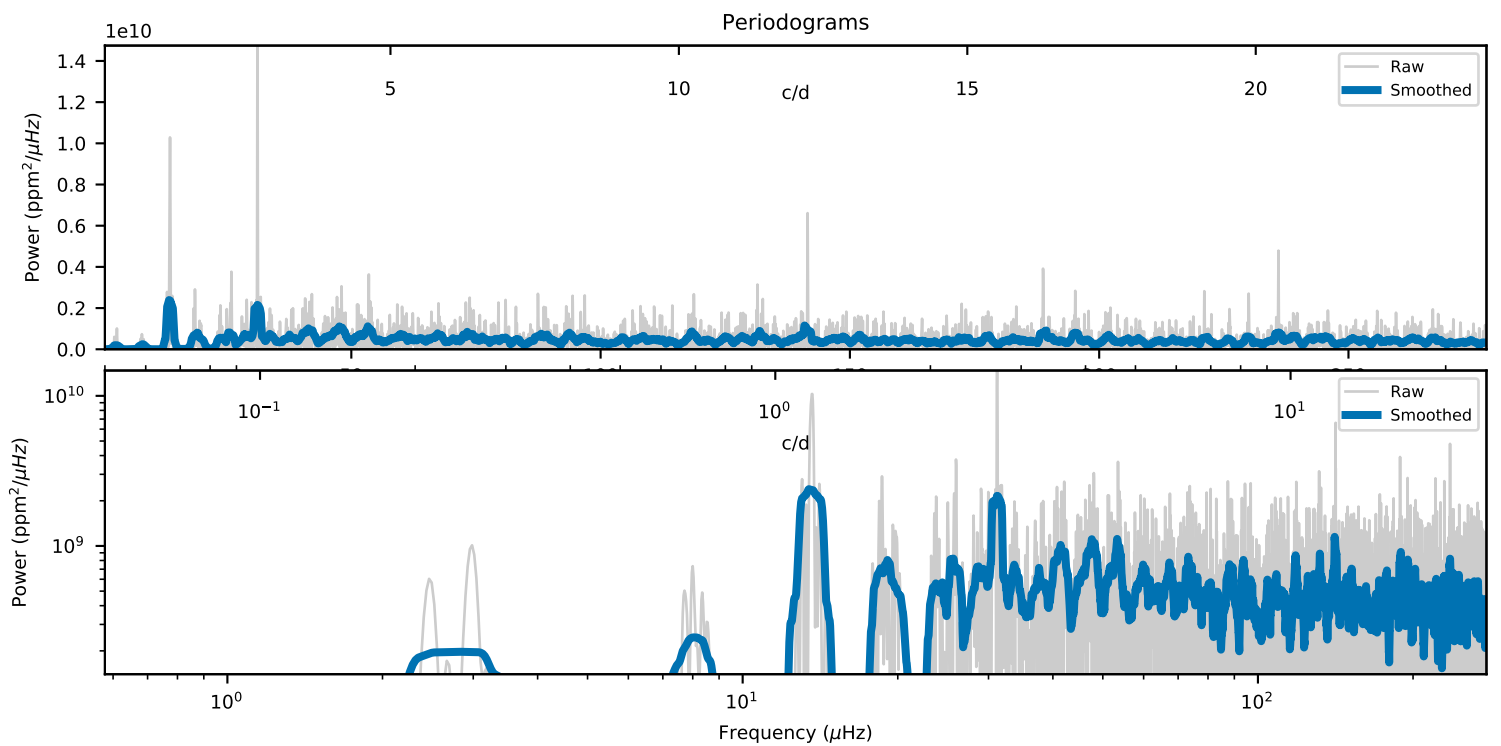 Periodograms
1e10
1.4
1.2
1.0
0.8
0.6
0.4
0.2
0.0
Power (ppm²/μHz)
5
10
15
20
c/d
Raw
Smoothed
10¹⁰
10⁹
Power (ppm²/μHz)
10⁻¹
10⁰
10¹
c/d
Raw
Smoothed
10⁰
10¹
10²
Frequency (μHz)